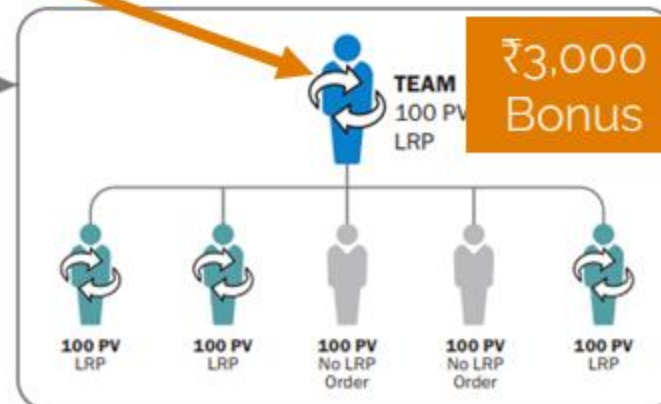 TEAM
100 PV
LRP
₹3,000
Bonus
100 PV
LRP
100 PV
LRP
100 PV
No LRP
Order
100 PV
No LRP
Order
100 PV
LRP